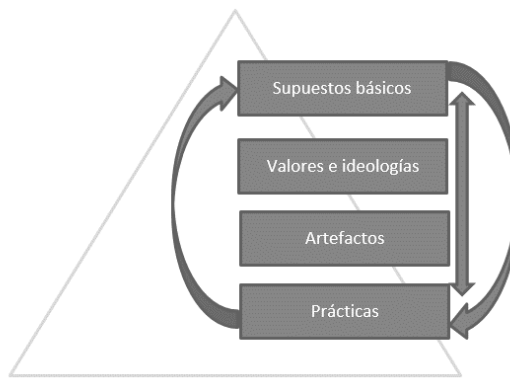 Supuestos básicos
Valores e ideologías
Artefactos
Prácticas